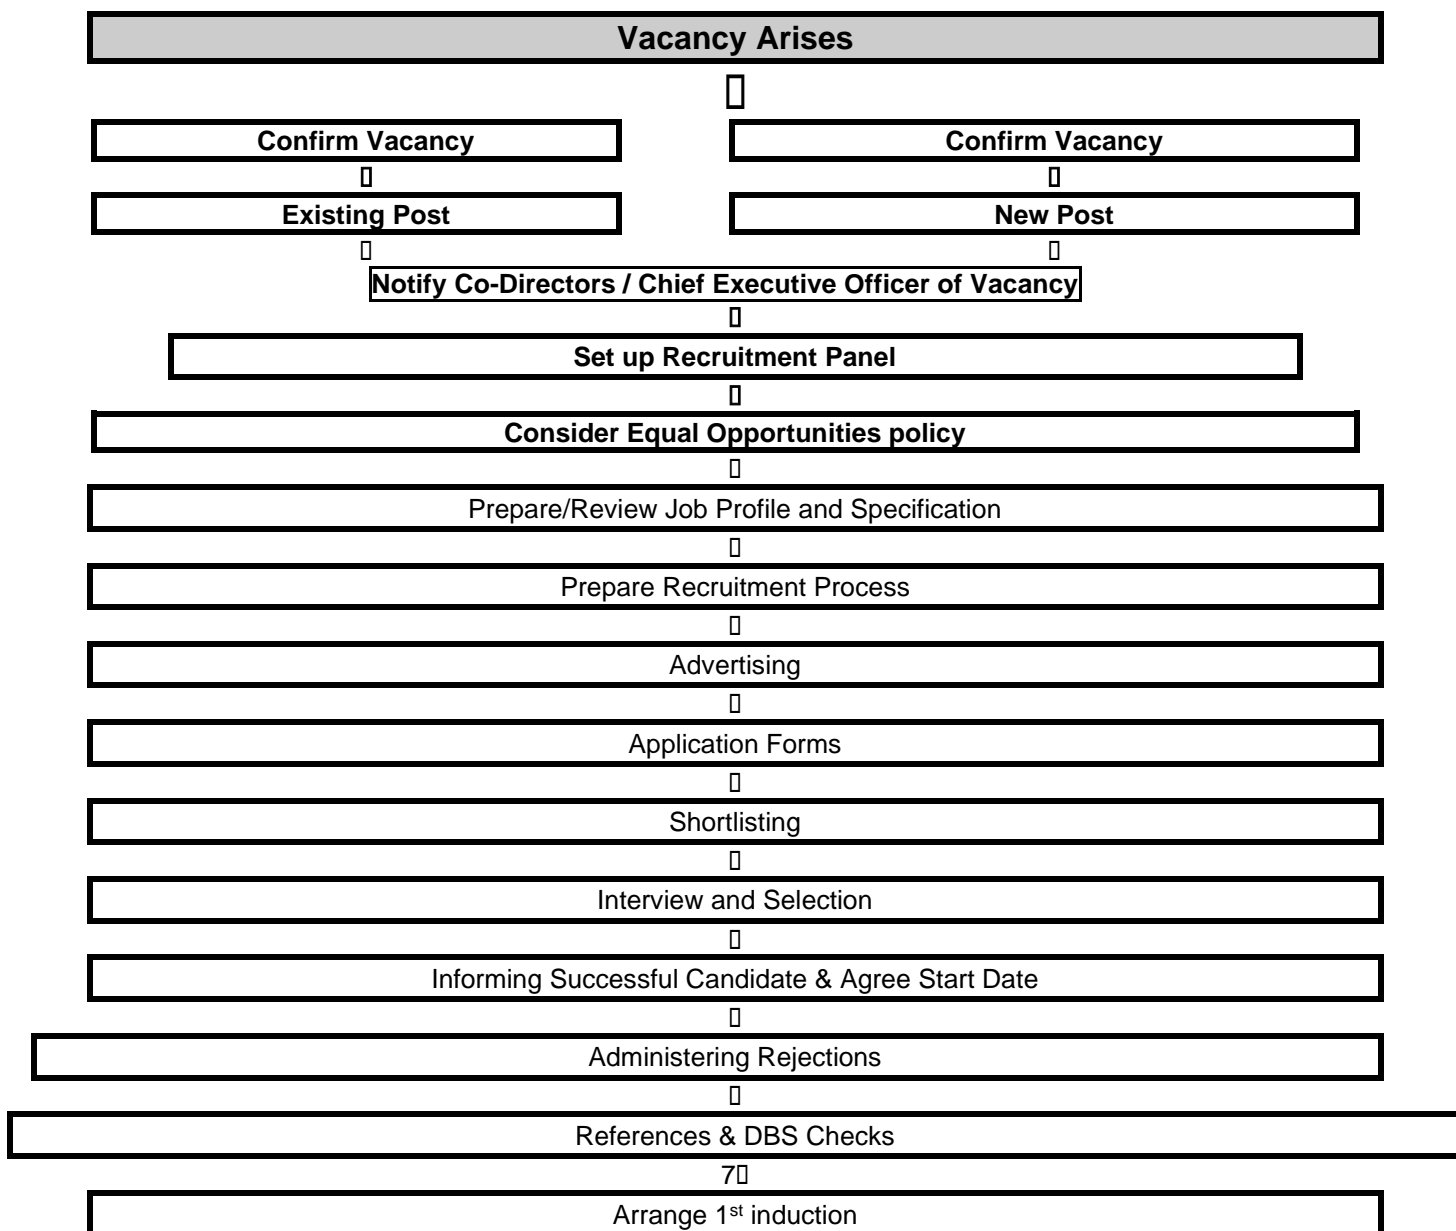 Vacancy Arises
Confirm Vacancy
Confirm Vacancy
Existing Post
New Post
Notify Co-Directors / Chief Executive Officer of Vacancy
Set up Recruitment Panel
Consider Equal Opportunities policy
Prepare/Review Job Profile and Specification
Prepare Recruitment Process
Advertising
Application Forms
Shortlisting
Interview and Selection
Informing Successful Candidate & Agree Start Date
Administering Rejections
References & DBS Checks
7
Arrange 1st induction